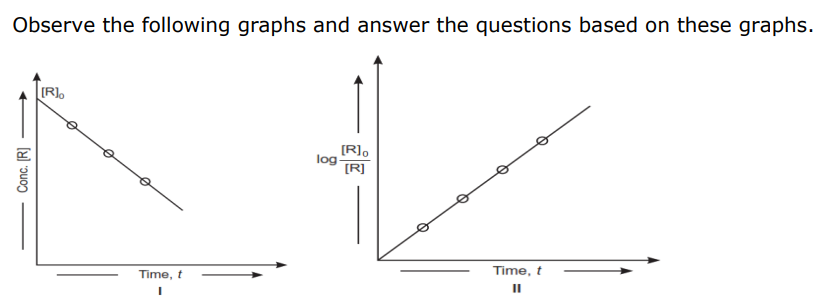 Observe the following graphs and answer the questions based on these graphs.
[R]₀
Conc. [R]
Time, t
I
log [R]₀/[R]
Time, t
II